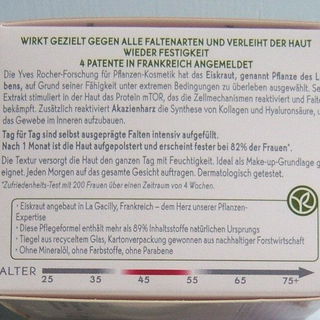 WIRKT GEZIELT GEGEN ALLE FALTENARTEN UND VERLEIHT DER HAUT
WIEDER FESTIGKEIT
4 PATENTE IN FRANKREICH ANGEMELDET
Die Yves Rocher-Forschung für Pflanzen-Kosmetik hat das Eiskraut, genannt Pflanze des Le-
bens, auf Grund seiner Fähigkeit unter extremen Bedingungen zu überleben ausgewählt. Sei
Extrakt stimuliert in der Haut das Protein mTOR, das die Zellmechanismen reaktiviert und Falte
bekämpft. Zusätzlich reaktiviert Akazienharz die Synthese von Kollagen und Hyaluronsäure, u
das Gewebe im Inneren aufzubauen.
Tag für Tag sind selbst ausgeprägte Falten intensiv aufgefüllt.
Nach 1 Monat ist die Haut aufgepolstert und erscheint fester bei 82% der Frauen*.
Die Textur versorgt die Haut den ganzen Tag mit Feuchtigkeit. Ideal als Make-up-Grundlage g
eignet. Jeden Morgen auf das gesamte Gesicht auftragen. Dermatologisch getestet.
*Zufriedenheits-Test mit 200 Frauen über einen Zeitraum von 4 Wochen.
• Eiskraut angebaut in La Gacilly, Frankreich – dem Herz unserer Pflanzen-
Expertise
• Diese Pflegeformel enthält mehr als 89% Inhaltsstoffe natürlichen Ursprungs
• Tiegel aus recyceltem Glas, Kartonverpackung gewonnen aus nachhaltiger Forstwirtschaft
• Ohne Mineralöl, ohne Farbstoffe, ohne Parabene
ALTER
25 35 45 55 65 75+